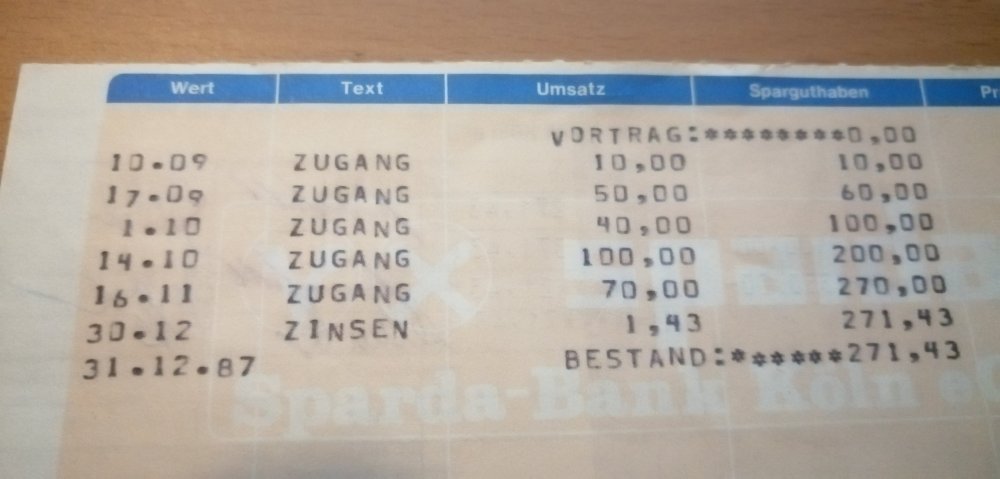 Wert Text Umsatz Sparguthaben Pr
VORTRAG:********0,00
10.09 ZUGANG 10,00 10,00
17.09 ZUGANG 50,00 60,00
1.10 ZUGANG 40,00 100,00
14.10 ZUGANG 100,00 200,00
16.11 ZUGANG 70,00 270,00
30.12 ZINSEN 1,43 271,43
31.12.87 BESTAND:******271,43
Sparda-Bank Köln eG